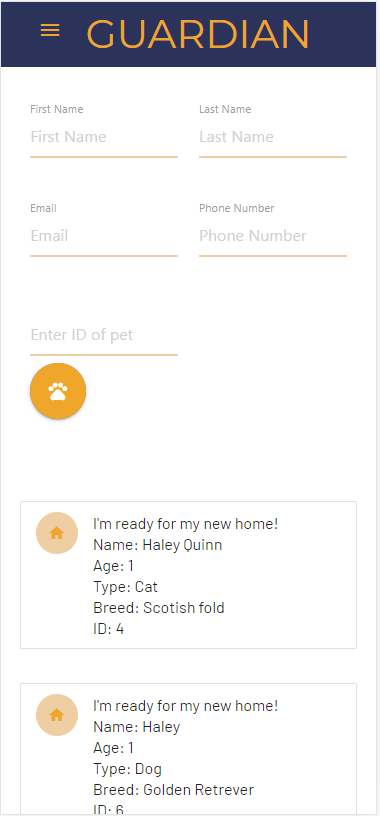 GUARDIAN
First Name
Last Name
First Name
Last Name
Email
Phone Number
Email
Phone Number
Enter ID of pet
I'm ready for my new home!
Name: Haley Quinn
Age: 1
Type: Cat
Breed: Scotish fold
ID: 4
I'm ready for my new home!
Name: Haley
Age: 1
Type: Dog
Breed: Golden Retrever
ID: 6